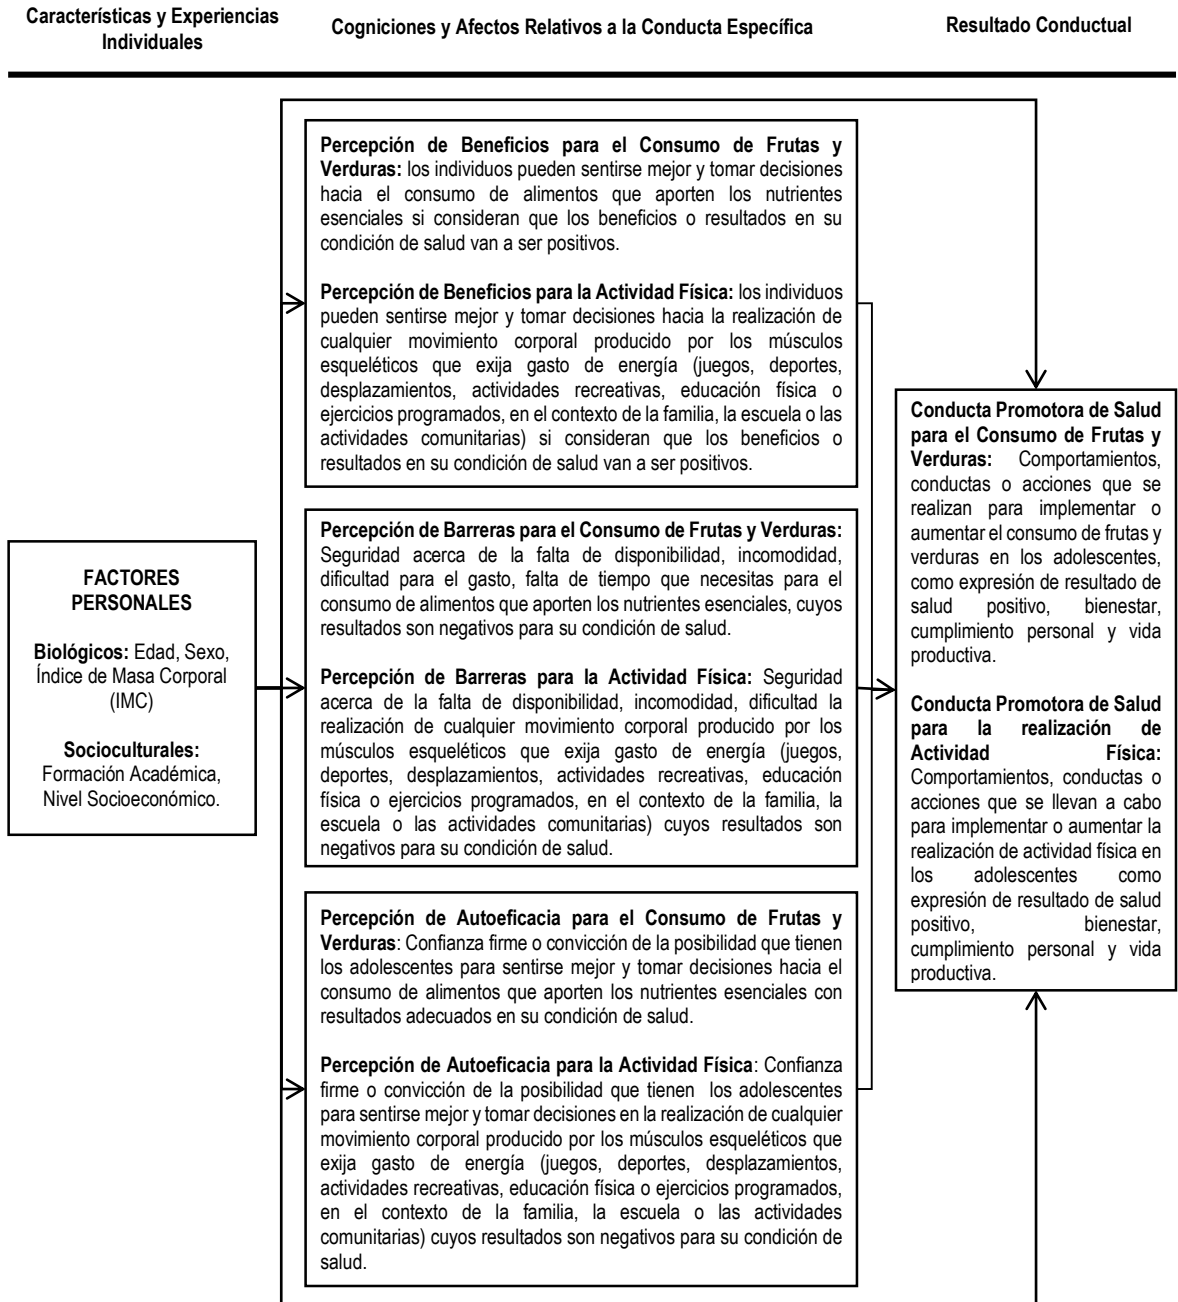 Características y Experiencias
Individuales
Cogniciones y Afectos Relativos a la Conducta Específica
Resultado Conductual
FACTORES
PERSONALES
Biológicos: Edad, Sexo,
Índice de Masa Corporal
(IMC)
Socioculturales:
Formación Académica,
Nivel Socioeconómico.
Percepción de Beneficios para el Consumo de Frutas y
Verduras: los individuos pueden sentirse mejor y tomar decisiones
hacia el consumo de alimentos que aporten los nutrientes
esenciales si consideran que los beneficios o resultados en su
condición de salud van a ser positivos.
Percepción de Beneficios para la Actividad Física: los individuos
pueden sentirse mejor y tomar decisiones hacia la realización de
cualquier movimiento corporal producido por los músculos
esqueléticos que exija gasto de energía (juegos, deportes,
desplazamientos, actividades recreativas, educación física o
ejercicios programados, en el contexto de la familia, la escuela o las
actividades comunitarias) si consideran que los beneficios o
resultados en su condición de salud van a ser positivos.
Percepción de Barreras para el Consumo de Frutas y Verduras:
Seguridad acerca de la falta de disponibilidad, incomodidad,
dificultad para el gasto, falta de tiempo que necesitas para el
consumo de alimentos que aporten los nutrientes esenciales, cuyos
resultados son negativos para su condición de salud.
Percepción de Barreras para la Actividad Física: Seguridad
acerca de la falta de disponibilidad, incomodidad, dificultad la
realización de cualquier movimiento corporal producido por los
músculos esqueléticos que exija gasto de energía (juegos,
deportes, desplazamientos, actividades recreativas, educación
física o ejercicios programados, en el contexto de la familia, la
escuela o las actividades comunitarias) cuyos resultados son
negativos para su condición de salud.
Percepción de Autoeficacia para el Consumo de Frutas y
Verduras: Confianza firme o convicción de la posibilidad que tienen
los adolescentes para sentirse mejor y tomar decisiones hacia el
consumo de alimentos que aporten los nutrientes esenciales con
resultados adecuados en su condición de salud.
Percepción de Autoeficacia para la Actividad Física: Confianza
firme o convicción de la posibilidad que tienen los adolescentes
para sentirse mejor y tomar decisiones en la realización de cualquier
movimiento corporal producido por los músculos esqueléticos que
exija gasto de energía (juegos, deportes, desplazamientos,
actividades recreativas, educación física o ejercicios programados,
en el contexto de la familia, la escuela o las actividades
comunitarias) cuyos resultados son negativos para su condición de
salud.
Conducta Promotora de Salud
para el Consumo de Frutas y
Verduras: Comportamientos,
conductas o acciones que se
realizan para implementar o
aumentar el consumo de frutas y
verduras en los adolescentes,
como expresión de resultado de
salud positivo, bienestar,
cumplimiento personal y vida
productiva.
Conducta Promotora de Salud
para la realización de
Actividad Física:
Comportamientos, conductas o
acciones que se llevan a cabo
para implementar o aumentar la
realización de actividad física en
los adolescentes como
expresión de resultado de salud
positivo, bienestar,
cumplimiento personal y vida
productiva.